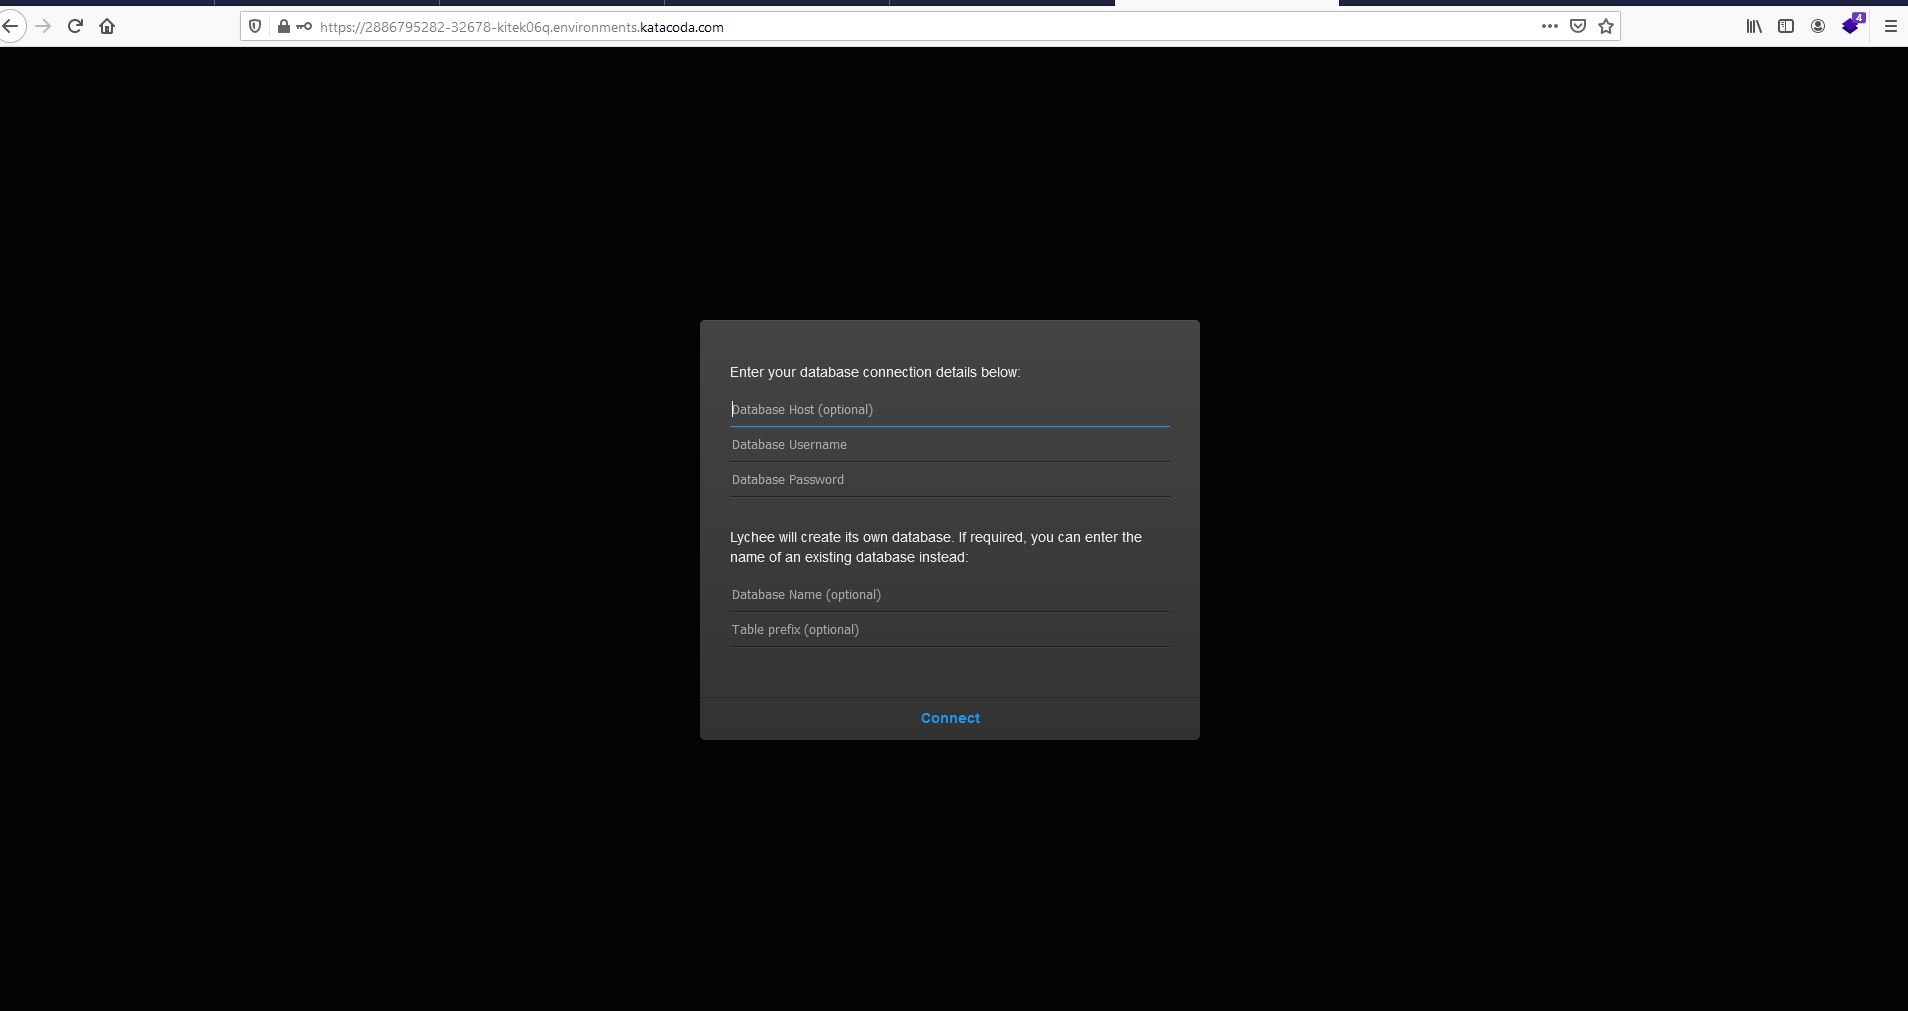 https://2886795282-32678-kitek06q.environments.katacoda.com
4
Enter your database connection details below:
Database Host (optional)
Database Username
Database Password
Lychee will create its own database. If required, you can enter the
name of an existing database instead:
Database Name (optional)
Table prefix (optional)
Connect